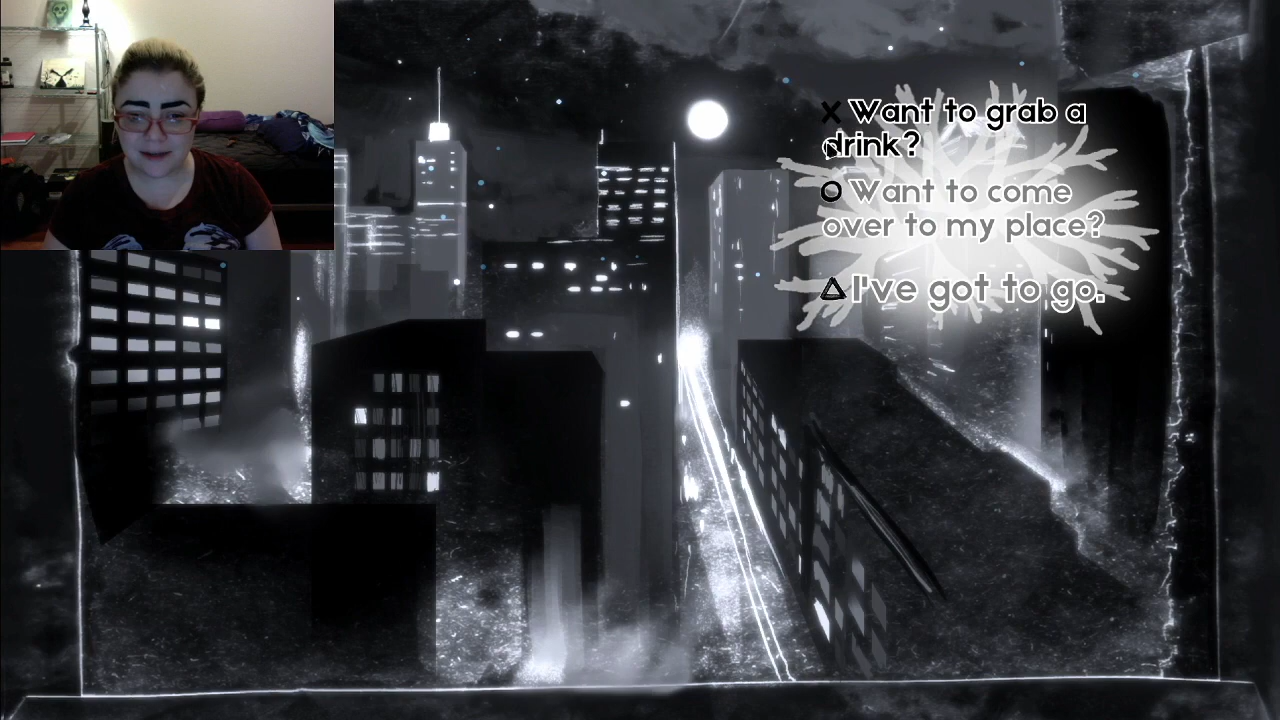 X Want to grab a
drink?
O Want to come
over to my place?
△ I've got to go.